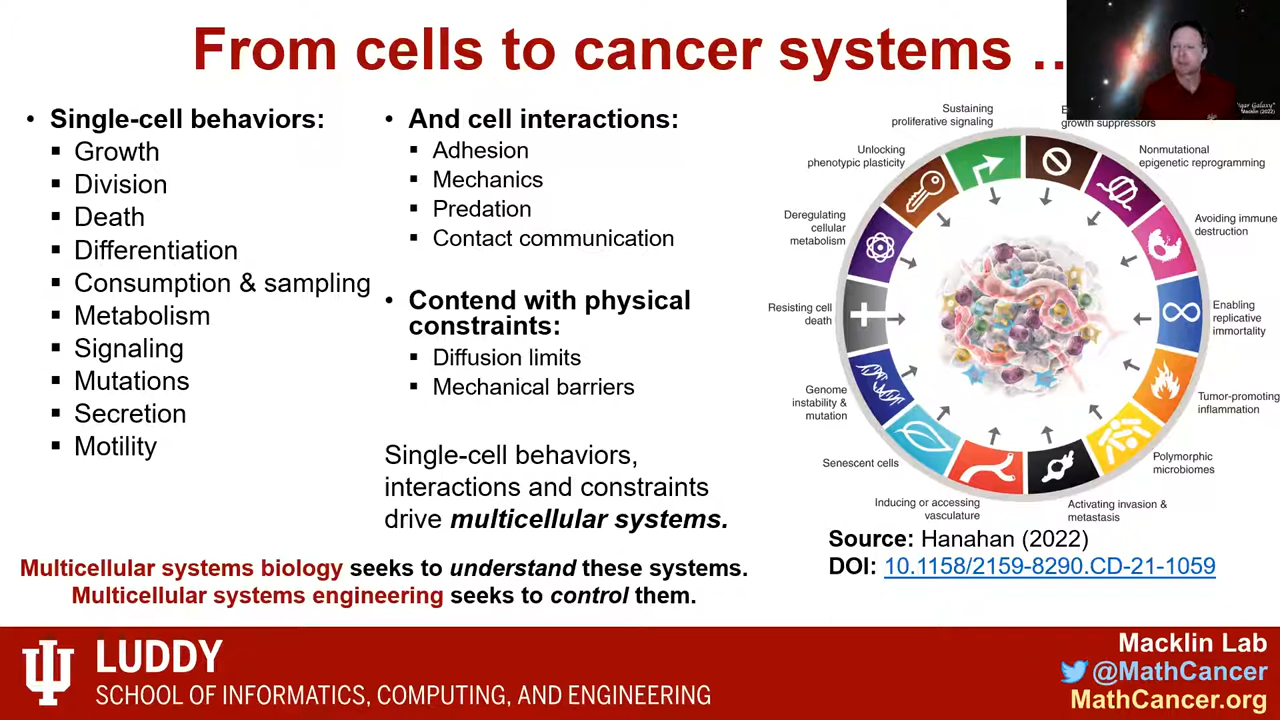 From cells to cancer systems ..
• Single-cell behaviors:
▪ Growth
▪ Division
▪ Death
▪ Differentiation
▪ Consumption & sampling
▪ Metabolism
▪ Signaling
▪ Mutations
▪ Secretion
▪ Motility
• And cell interactions:
▪ Adhesion
▪ Mechanics
▪ Predation
▪ Contact communication
• Contend with physical
constraints:
▪ Diffusion limits
▪ Mechanical barriers
Single-cell behaviors,
interactions and constraints
drive multicellular systems.
Multicellular systems biology seeks to understand these systems.
Multicellular systems engineering seeks to control them.
Sustaining
proliferative signaling
growth suppressors
Unlocking
phenotypic plasticity
Nonmutational
epigenetic reprogramming
Deregulating
cellular
metabolism
Avoiding immune
destruction
Resisting cell
death
Enabling
replicative
immortality
Genome
instability &
mutation
Tumor-promoting
inflammation
Senescent cells
Polymorphic
microbiomes
Inducing or accessing
vasculature
Activating invasion &
metastasis
Galaxy"
Macklin (2022)
Source: Hanahan (2022)
DOI: 10.1158/2159-8290.CD-21-1059
LUDDY
SCHOOL OF INFORMATICS, COMPUTING, AND ENGINEERING
Macklin Lab
@MathCancer
MathCancer.org